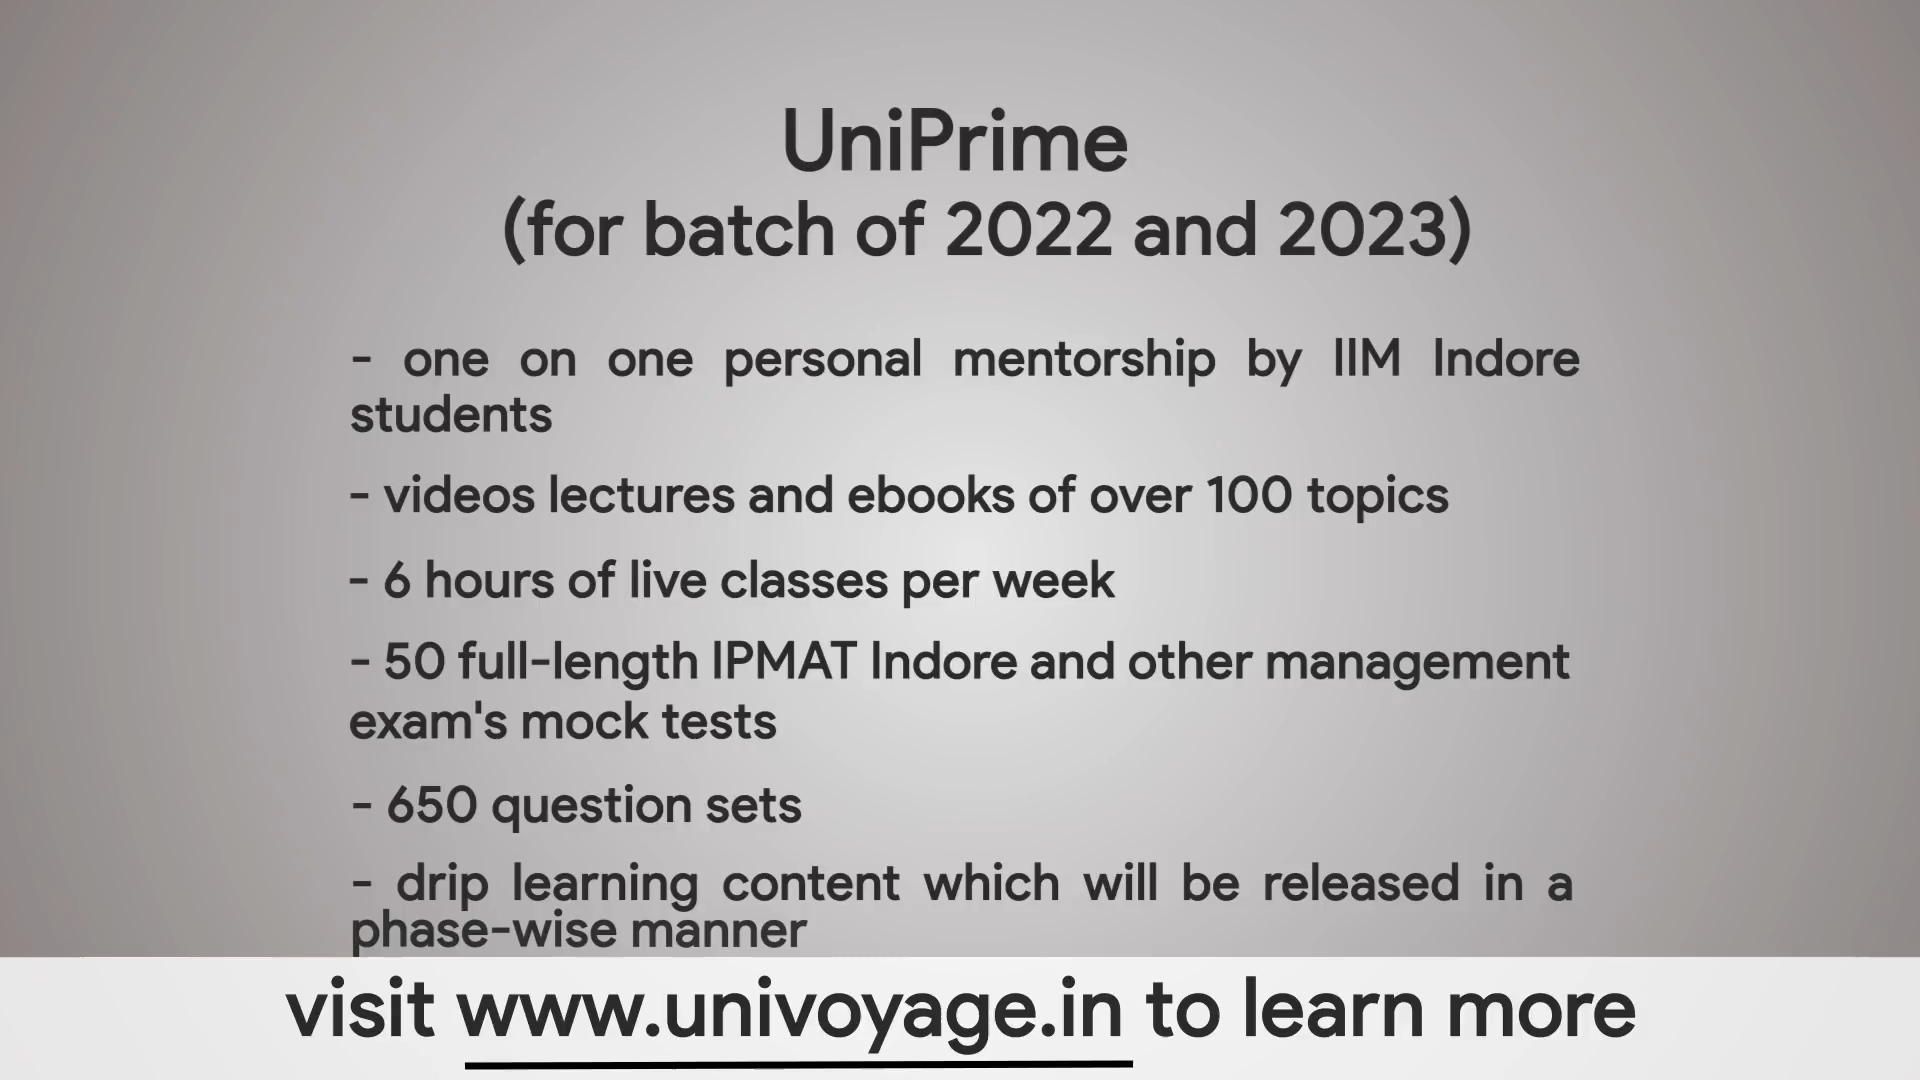 UniPrime
(for batch of 2022 and 2023)
- one on one personal mentorship by IIM Indore
students
- videos lectures and ebooks of over 100 topics
- 6 hours of live classes per week
- 50 full-length IPMAT Indore and other management
exam's mock tests
- 650 question sets
- drip learning content which will be released in a
phase-wise manner
visit www.univoyage.in to learn more